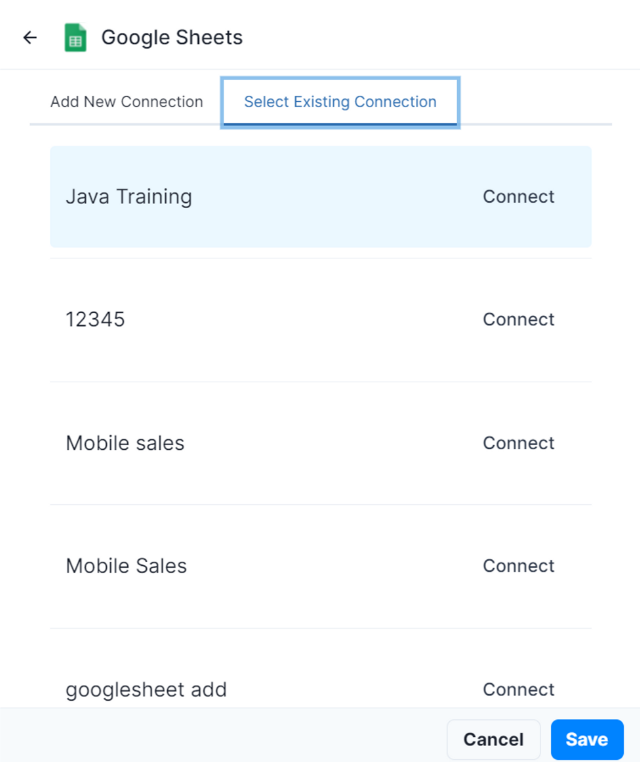 Google Sheets
Add New Connection Select Existing Connection
Java Training Connect
12345 Connect
Mobile sales Connect
Mobile Sales Connect
googlesheet add Connect
Cancel Save